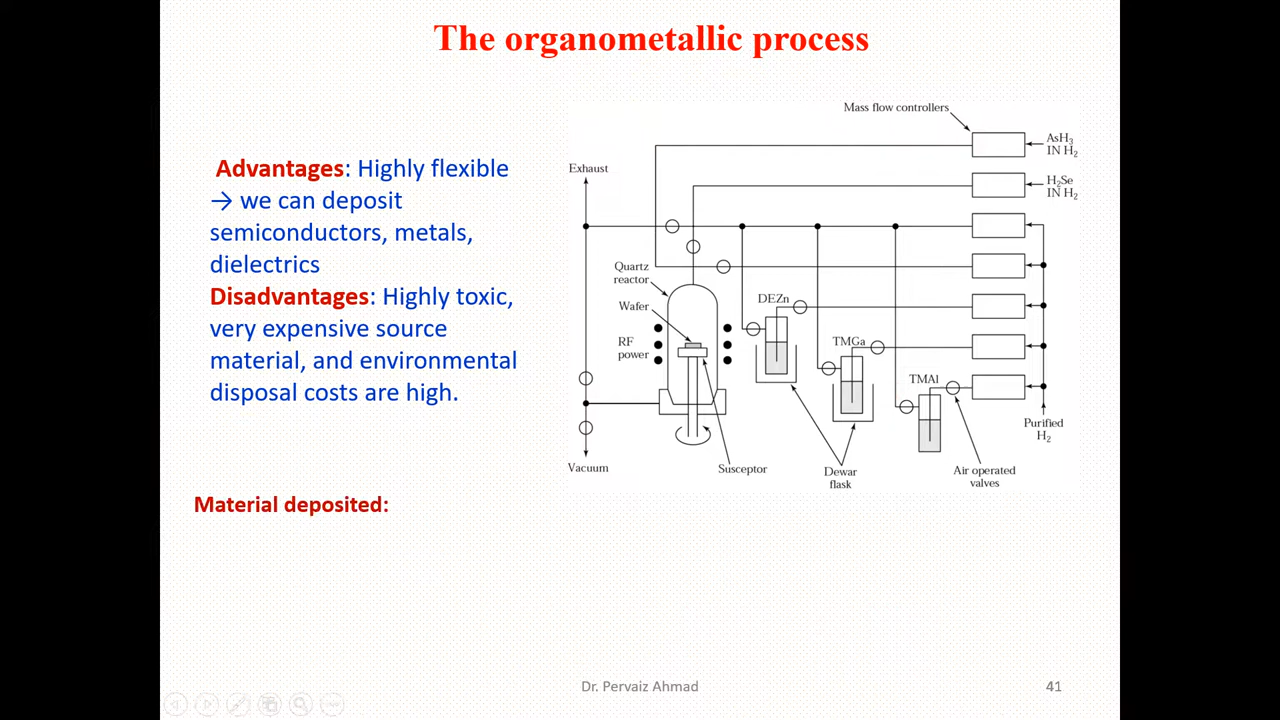 The organometallic process
Advantages: Highly flexible
→ we can deposit
semiconductors, metals,
dielectrics
Disadvantages: Highly toxic,
very expensive source
material, and environmental
disposal costs are high.
Material deposited:
Mass flow controllers
AsH₃
IN H₂
H₂Se
IN H₂
Exhaust
Quartz
reactor
Wafer
RF
power
DEZn
TMGa
TMAl
Purified
H₂
Vacuum
Susceptor
Dewar
flask
Air operated
valves
Dr. Pervaiz Ahmad
41